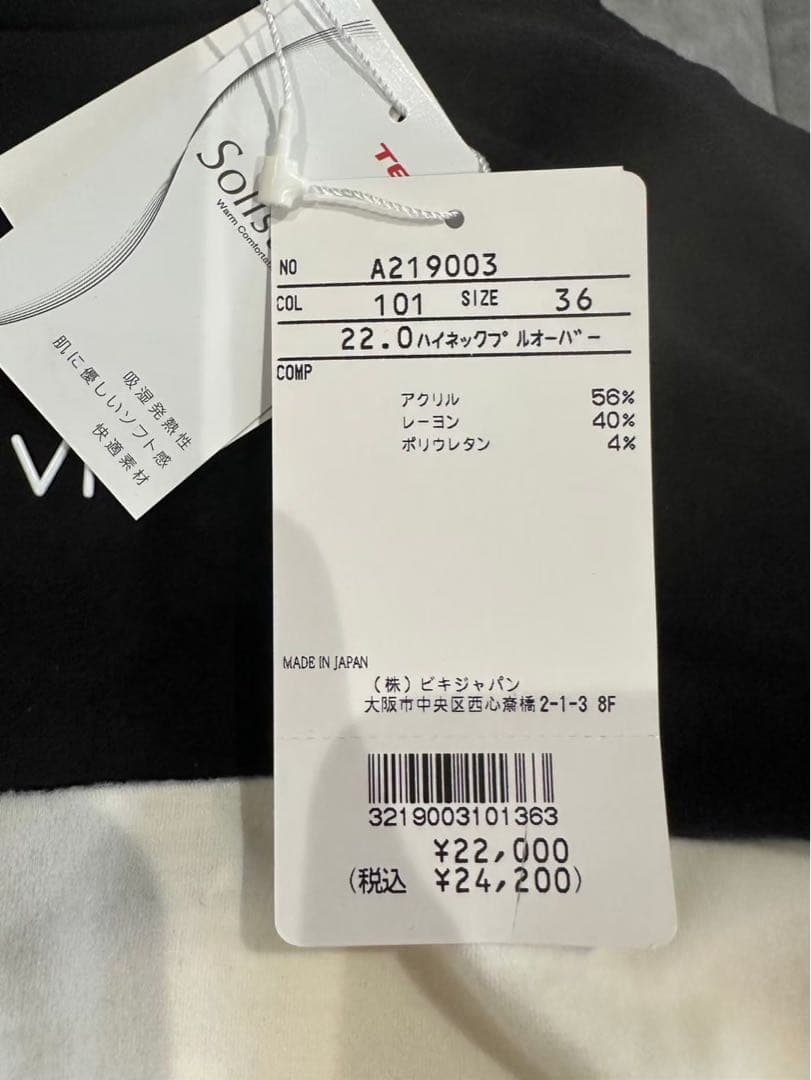 Warm Comfortab
吸湿発熱性
肌に優しいソフト感
快適素材
NO A219003
COL 101 SIZE 36
22.0ハイネックプルオーバー
COMP
アクリル 56%
レーヨン 40%
ポリウレタン 4%
MADE IN JAPAN
(株)ビキジャパン
大阪市中央区西心斎橋2-1-3 8F
3219003101363
¥22,000
(税込 ¥24,200)